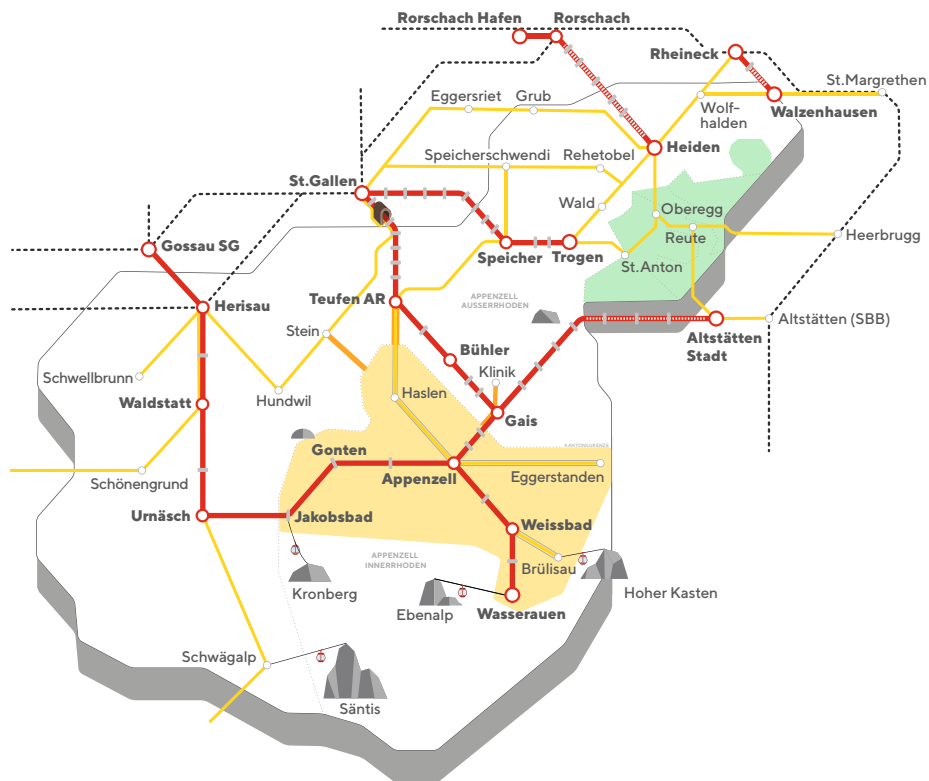 Rorschach Hafen
Rorschach
Rheineck
St.Margrethen
Eggersriet
Grub
Wolf-
halden
Walzenhausen
Heiden
Speicherschwendi
Rehetobel
St.Gallen
Wald
Oberegg
Reute
Heerbrugg
Gossau SG
Speicher
Trogen
St.Anton
Teufen AR
APPENZELL
AUSSERRHODEN
Herisau
Stein
Altstätten (SBB)
Altstätten
Stadt
Bühler
Klinik
Schwellbrunn
Hundwil
Haslen
Waldstatt
Gais
KANTONSGRENZE
Gonten
Appenzell
Eggerstanden
Schönengrund
Urnäsch
Jakobsbad
Weissbad
APPENZELL
INNERRHODEN
Brülisau
Kronberg
Hoher Kasten
Ebenalp
Wasserauen
Schwägalp
Säntis